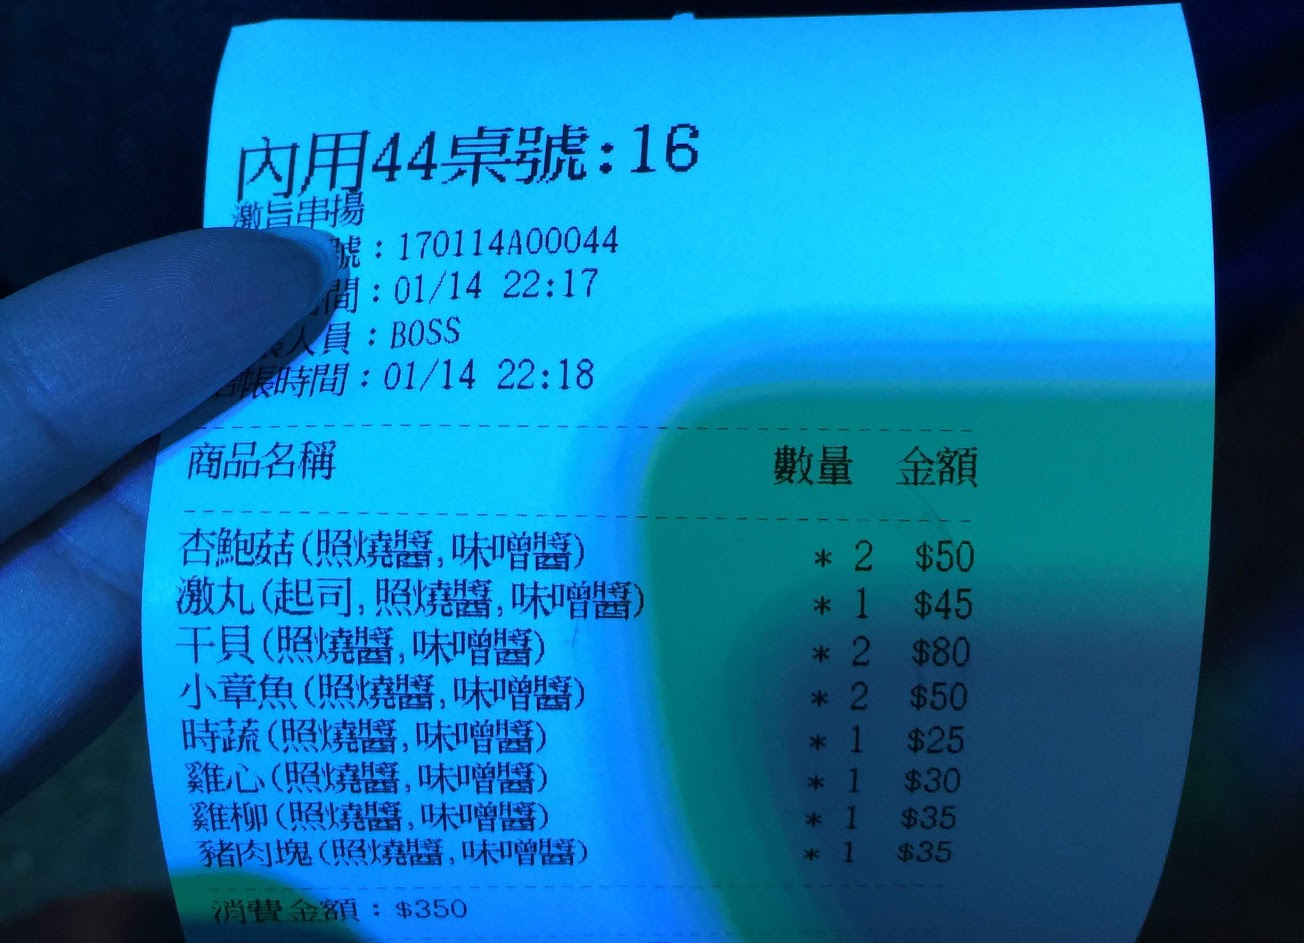 內用44桌號:16
激旨串揚
號:170114A00044
間:01/14 22:17
人員:BOSS
帳時間:01/14 22:18
商品名稱 數量 金額
杏鮑菇(照燒醬,味噌醬) * 2 $50
激丸(起司,照燒醬,味噌醬) * 1 $45
干貝(照燒醬,味噌醬) * 2 $80
小章魚(照燒醬,味噌醬) * 2 $50
時蔬(照燒醬,味噌醬) * 1 $25
雞心(照燒醬,味噌醬) * 1 $30
雞柳(照燒醬,味噌醬) * 1 $35
豬肉塊(照燒醬,味噌醬) * 1 $35
消費金額:$350